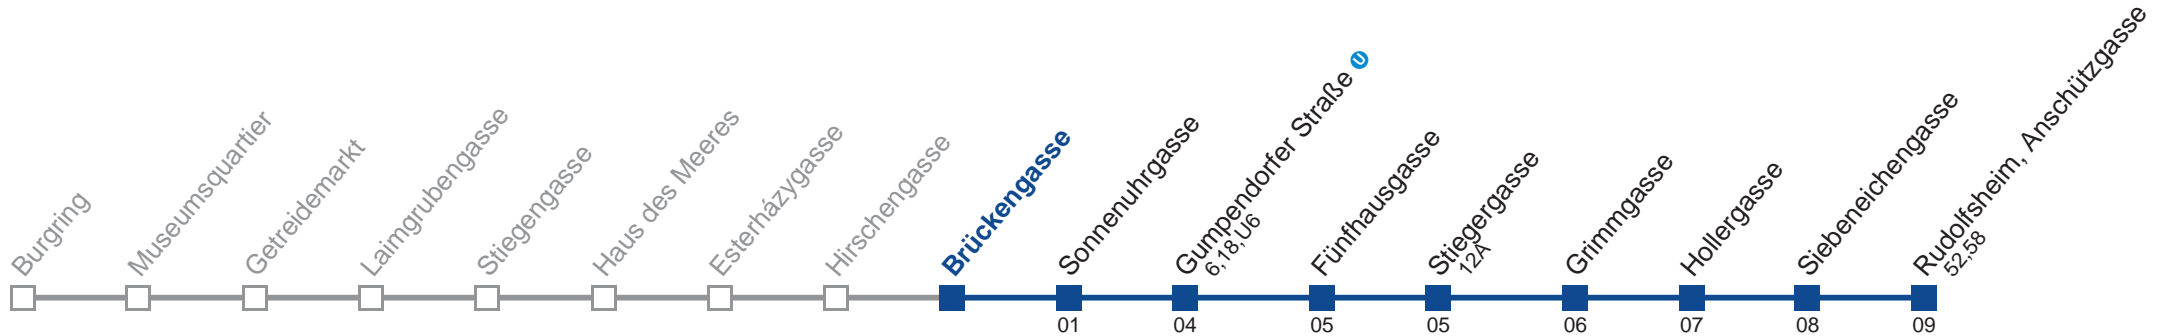 Burgring
Museumsquartier
Getreidemarkt
Laimgrubengasse
Stiegengasse
Haus des Meeres
Esterházygasse
Hirschengasse
Brückengasse
Sonnenuhrgasse
Gumpendorfer Straße U
6,18,U6
Fünfhausgasse
Stiegergasse
12A
Grimmgasse
Hollergasse
Siebeneichengasse
Rudolfsheim, Anschützgasse
52,58
01 04 05 05 06 07 08 09